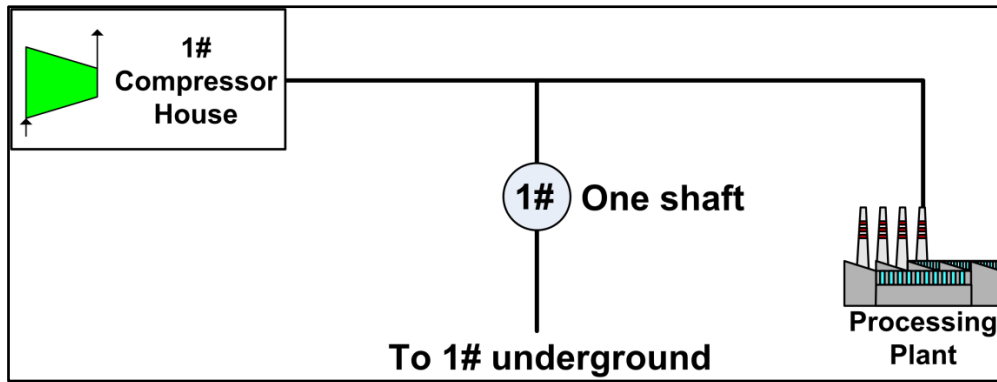 1#
Compressor
House
1# One shaft
To 1# underground
Processing
Plant